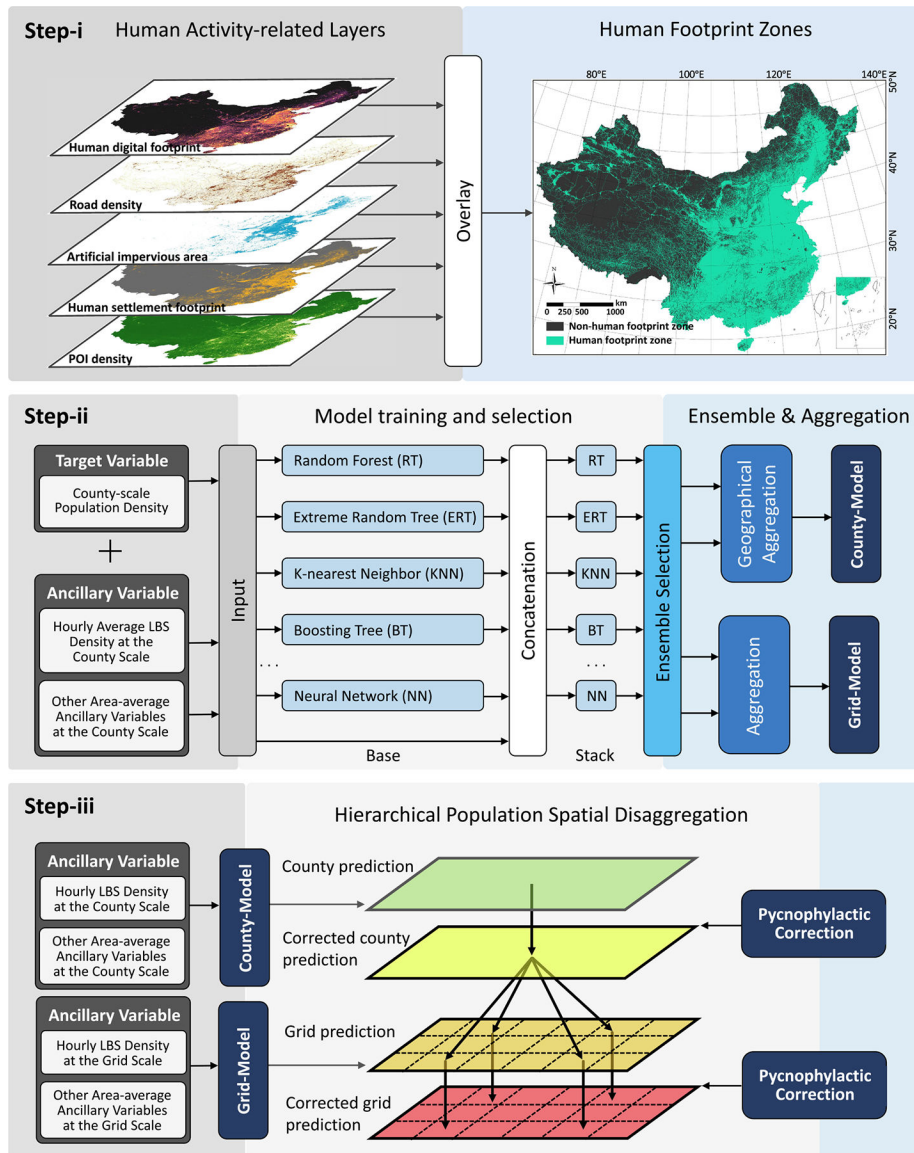 Step-i
Human Activity-related Layers
Human Footprint Zones
Human digital footprint
Road density
Artificial impervious area
Human settlement footprint
POI density
Overlay
80°E
100°E
120°E
140°E
50°N
40°N
30°N
20°N
N
km
0 250 500 1000
Non-human footprint zone
Human footprint zone
Step-ii
Model training and selection
Ensemble & Aggregation
Target Variable
County-scale
Population Density
+
Ancillary Variable
Hourly Average LBS
Density at the
County Scale
Other Area-average
Ancillary Variables
at the County Scale
Input
Random Forest (RT)
Extreme Random Tree (ERT)
K-nearest Neighbor (KNN)
Boosting Tree (BT)
...
Neural Network (NN)
Base
Concatenation
RT
ERT
KNN
BT
...
NN
Stack
Ensemble Selection
Geographical
Aggregation
County-Model
Aggregation
Grid-Model
Step-iii
Hierarchical Population Spatial Disaggregation
Ancillary Variable
Hourly LBS Density
at the County Scale
Other Area-average
Ancillary Variables
at the County Scale
County-Model
County prediction
Corrected county
prediction
Pycnophylactic
Correction
Ancillary Variable
Hourly LBS Density
at the Grid Scale
Other Area-average
Ancillary Variables
at the Grid Scale
Grid-Model
Grid prediction
Corrected grid
prediction
Pycnophylactic
Correction